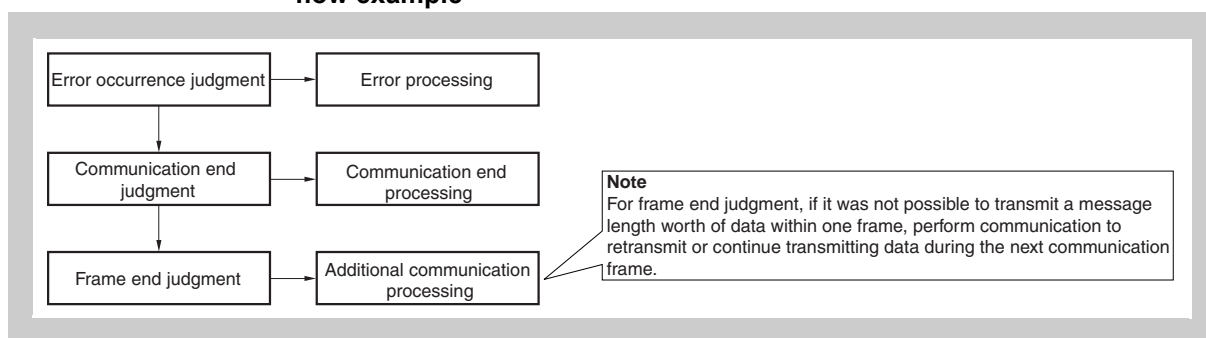 Error occurrence judgment
Error processing
Communication end
judgment
Communication end
processing
Note
For frame end judgment, if it was not possible to transmit a message
length worth of data within one frame, perform communication to
retransmit or continue transmitting data during the next communication
frame.
Frame end judgment
Additional communication
processing